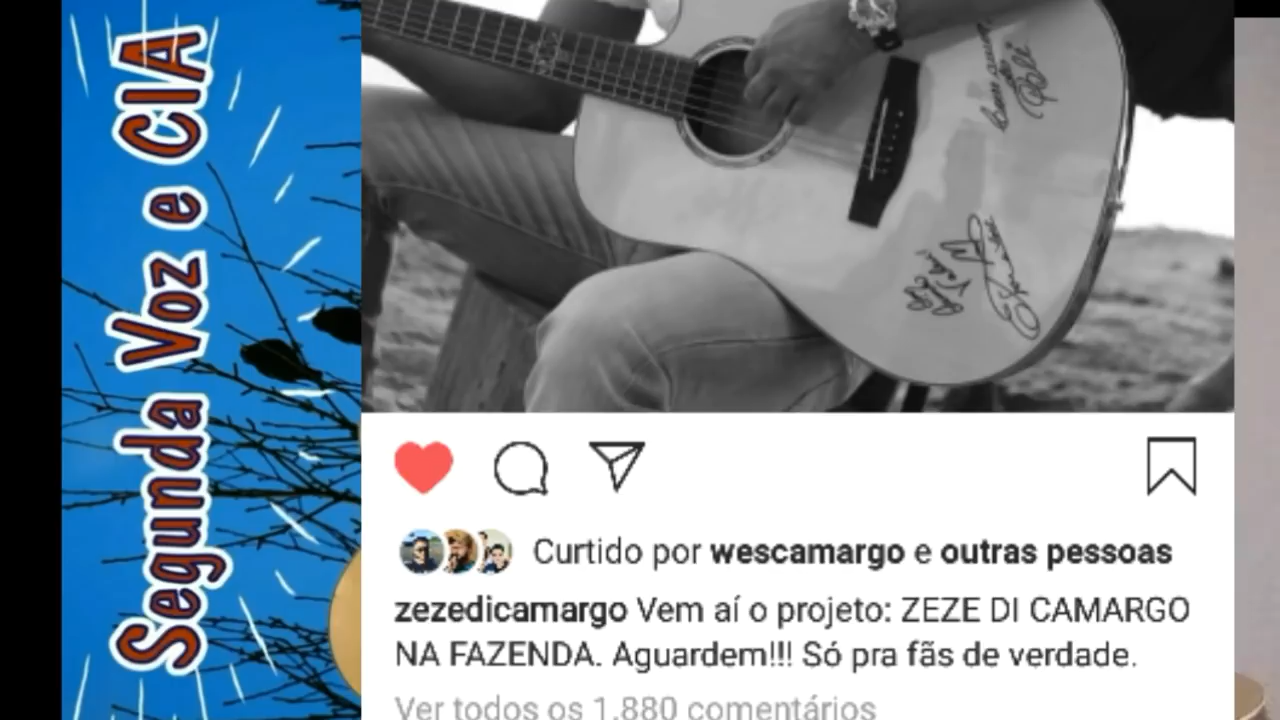 Segunda Voz e CIA
Curtido por wescamargo e outras pessoas
zezedicamargo Vem aí o projeto: ZEZE DI CAMARGO
NA FAZENDA. Aguardem!!! Só pra fãs de verdade.
Ver todos os 1.880 comentários